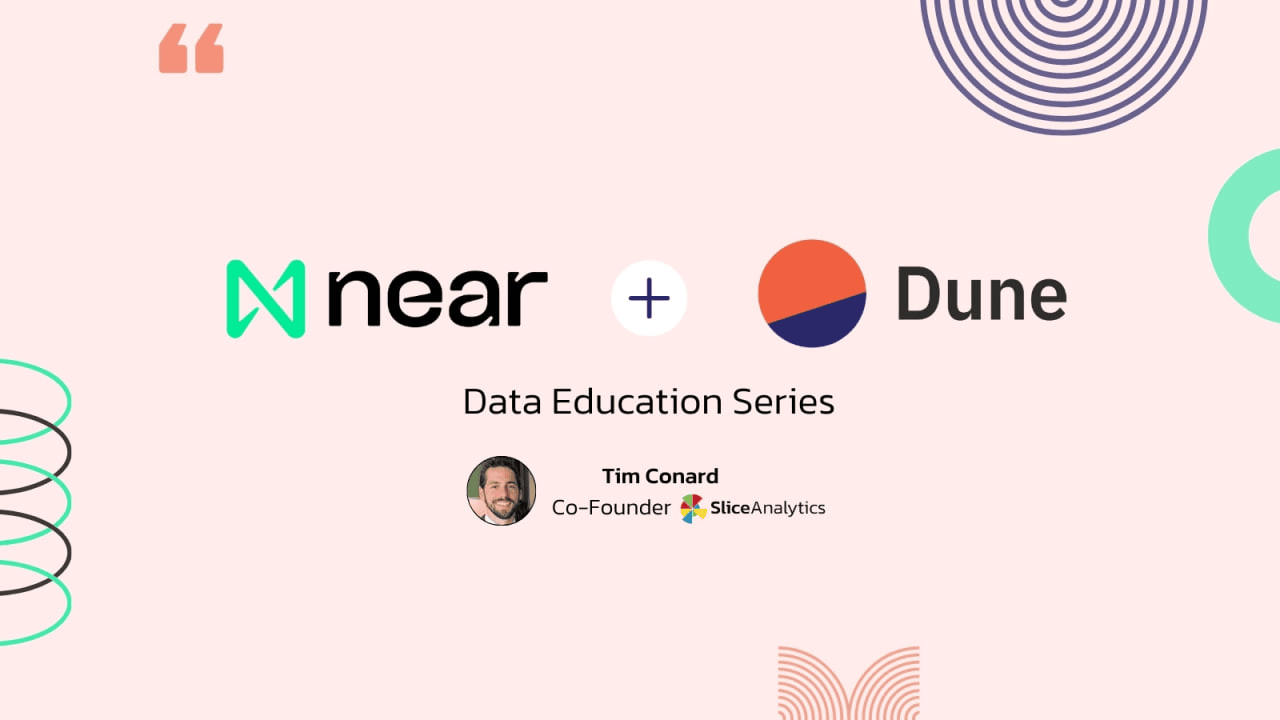 near + Dune
Data Education Series
Tim Conard
Co-Founder SliceAnalytics